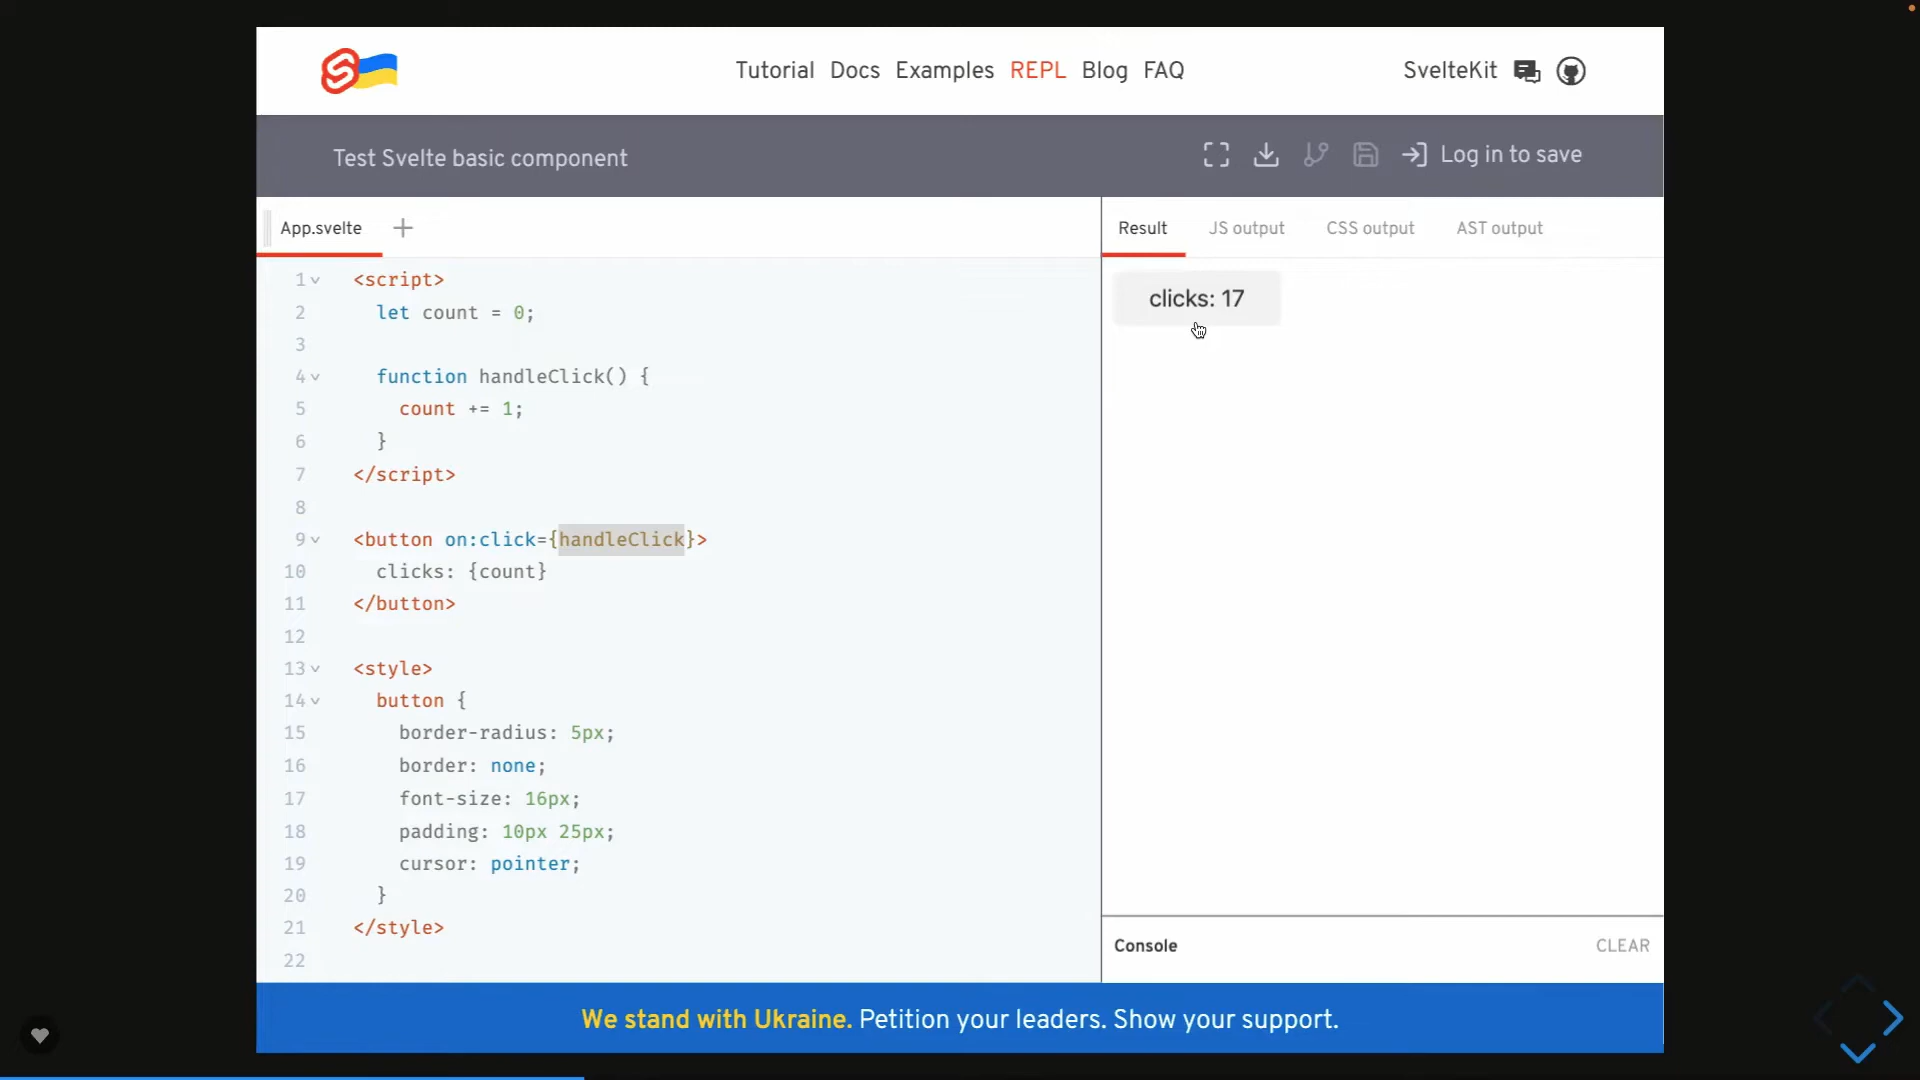 Tutorial Docs Examples REPL Blog FAQ
SvelteKit
Test Svelte basic component
Log in to save
App.svelte +
Result JS output CSS output AST output
1 <script>
2 let count = 0;
3
4 function handleClick() {
5 count += 1;
6 }
7 </script>
8
9 <button on:click={handleClick}>
10 clicks: {count}
11 </button>
12
13 <style>
14 button {
15 border-radius: 5px;
16 border: none;
17 font-size: 16px;
18 padding: 10px 25px;
19 cursor: pointer;
20 }
21 </style>
22
clicks: 17
Console CLEAR
We stand with Ukraine. Petition your leaders. Show your support.